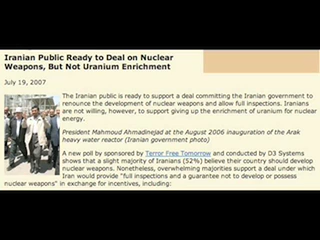 Iranian Public Ready to Deal on Nuclear
Weapons, But Not Uranium Enrichment
July 19, 2007
The Iranian public is ready to support a deal committing the Iranian government to
renounce the development of nuclear weapons and allow full inspections. Iranians
are not willing, however, to support giving up the enrichment of uranium for nuclear
energy.
President Mahmoud Ahmadinejad at the August 2006 inauguration of the Arak
heavy water reactor (Iranian government photo)
A new poll by sponsored by Terror Free Tomorrow and conducted by D3 Systems
shows that a slight majority of Iranians (52%) believe their country should develop
nuclear weapons. Nonetheless, overwhelming majorities support a deal under which
Iran would provide "full inspections and a guarantee not to develop or possess
nuclear weapons" in exchange for incentives, including: